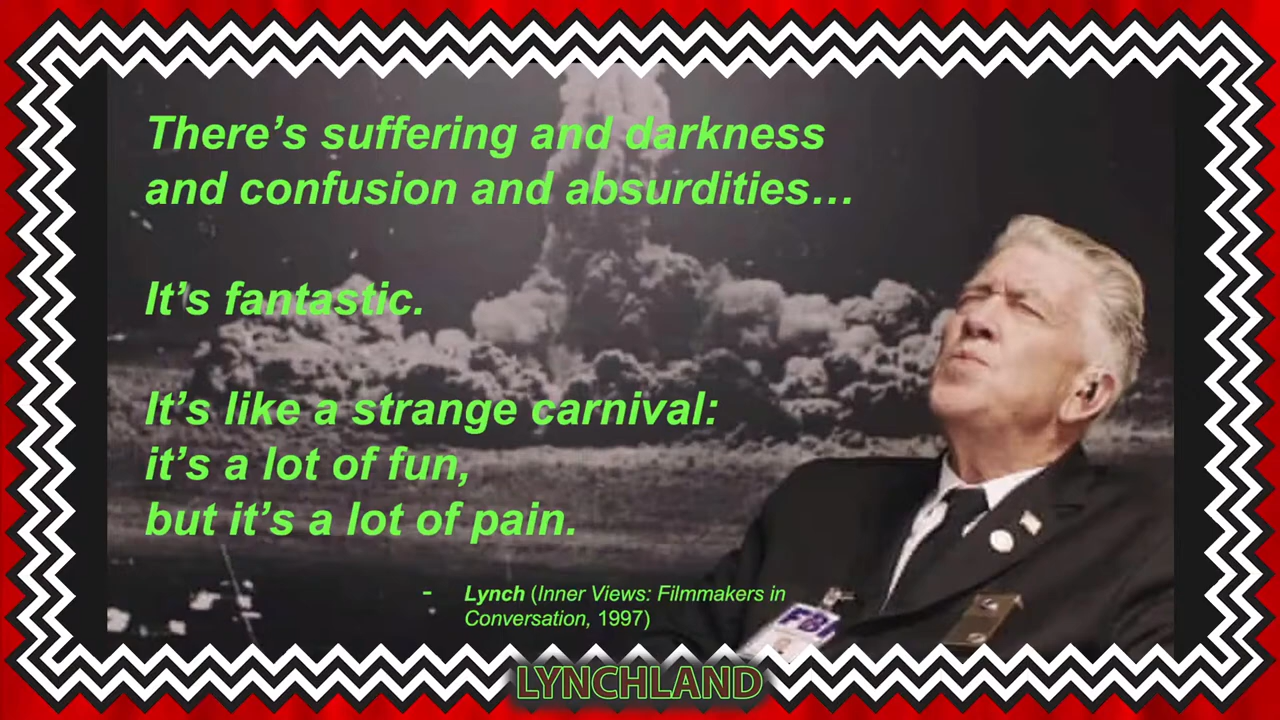 There’s suffering and darkness
and confusion and absurdities…
It’s fantastic.
It’s like a strange carnival:
it’s a lot of fun,
but it’s a lot of pain.
- Lynch (Inner Views: Filmmakers in
Conversation, 1997)
FBI
LYNCHLAND